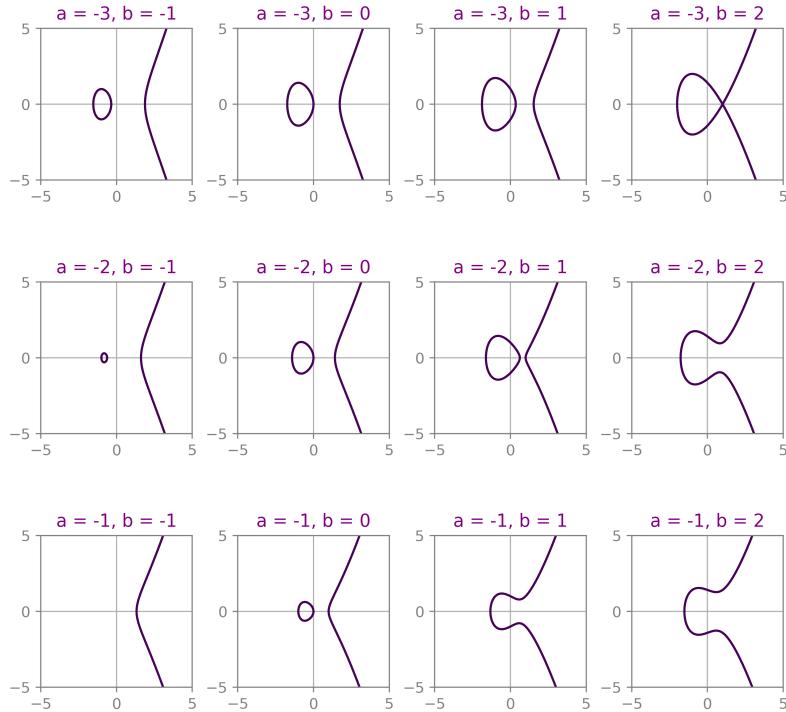 a = -3, b = -1
a = -3, b = 0
a = -3, b = 1
a = -3, b = 2
5
0
−5
−5 0 5
5
0
−5
−5 0 5
5
0
−5
−5 0 5
5
0
−5
−5 0 5
a = -2, b = -1
a = -2, b = 0
a = -2, b = 1
a = -2, b = 2
5
0
−5
−5 0 5
5
0
−5
−5 0 5
5
0
−5
−5 0 5
5
0
−5
−5 0 5
a = -1, b = -1
a = -1, b = 0
a = -1, b = 1
a = -1, b = 2
5
0
−5
−5 0 5
5
0
−5
−5 0 5
5
0
−5
−5 0 5
5
0
−5
−5 0 5